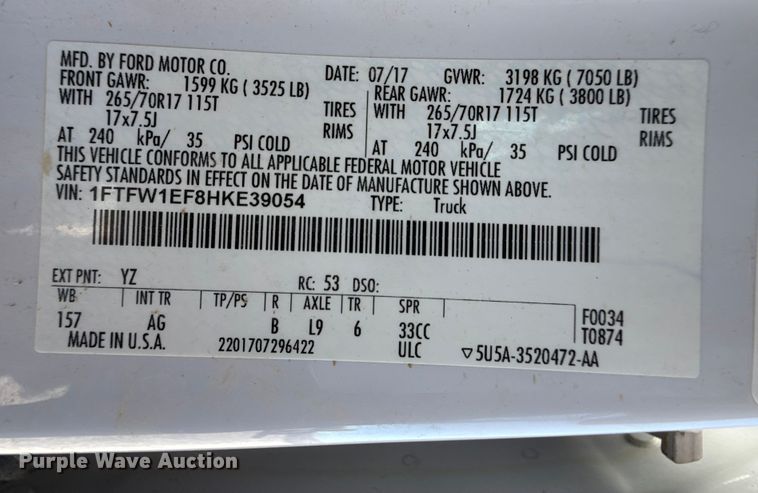 MFD. BY FORD MOTOR CO. DATE: 07/17 GVWR: 3198 KG ( 7050 LB)
FRONT GAWR: 1599 KG ( 3525 LB) REAR GAWR: 1724 KG ( 3800 LB)
WITH 265/70R17 115T TIRES WITH 265/70R17 115T TIRES
17x7.5J RIMS 17x7.5J RIMS
AT 240 kPa/ 35 PSI COLD AT 240 kPa/ 35 PSI COLD
THIS VEHICLE CONFORMS TO ALL APPLICABLE FEDERAL MOTOR VEHICLE
SAFETY STANDARDS IN EFFECT ON THE DATE OF MANUFACTURE SHOWN ABOVE.
VIN: 1FTFW1EF8HKE39054 TYPE: Truck
EXT PNT: YZ RC: 53 DSO:
WB INT TR TP/PS R AXLE TR SPR F0034
157 AG B L9 6 33CC T0874
MADE IN U.S.A. 2201707296422 ULC ▽5U5A-3520472-AA
Purple Wave Auction